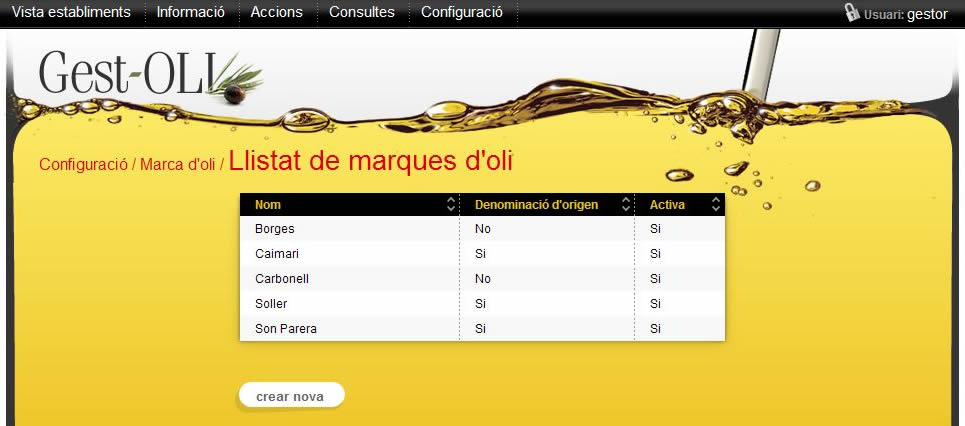 Vista establiments Informació Accions Consultes Configuració Usuari: gestor
Gest-OLI
Configuració / Marca d'oli / Llistat de marques d'oli
Nom Denominació d'origen Activa
Borges No Si
Caimari Si Si
Carbonell No Si
Soller Si Si
Son Parera Si Si
crear nova